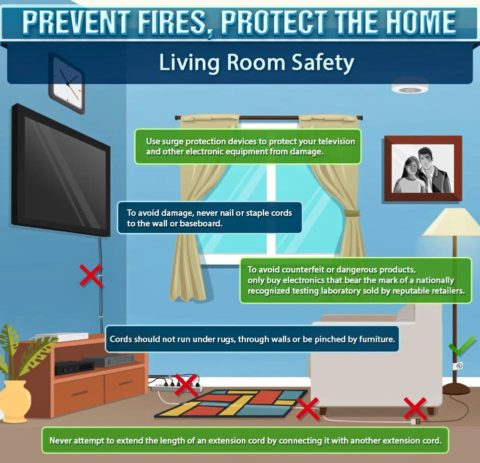 PREVENT FIRES, PROTECT THE HOME
Living Room Safety
Use surge protection devices to protect your television
and other electronic equipment from damage.
To avoid damage, never nail or staple cords
to the wall or baseboard.
To avoid counterfeit or dangerous products,
only buy electronics that bear the mark of a nationally
recognized testing laboratory sold by reputable retailers.
Cords should not run under rugs, through walls or be pinched by furniture.
Never attempt to extend the length of an extension cord by connecting it with another extension cord.